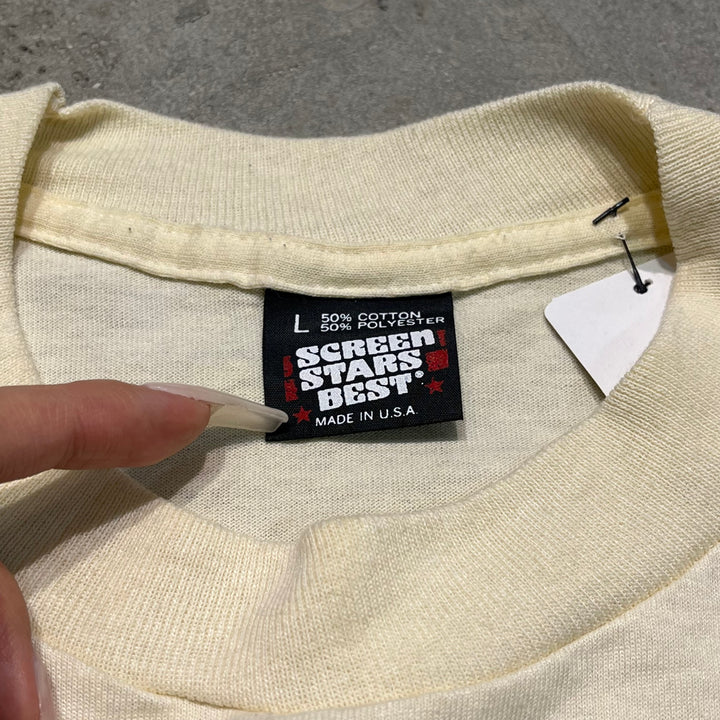 L 50% COTTON
50% POLYESTER
SCREEN
STARS
BEST®
MADE IN U.S.A.